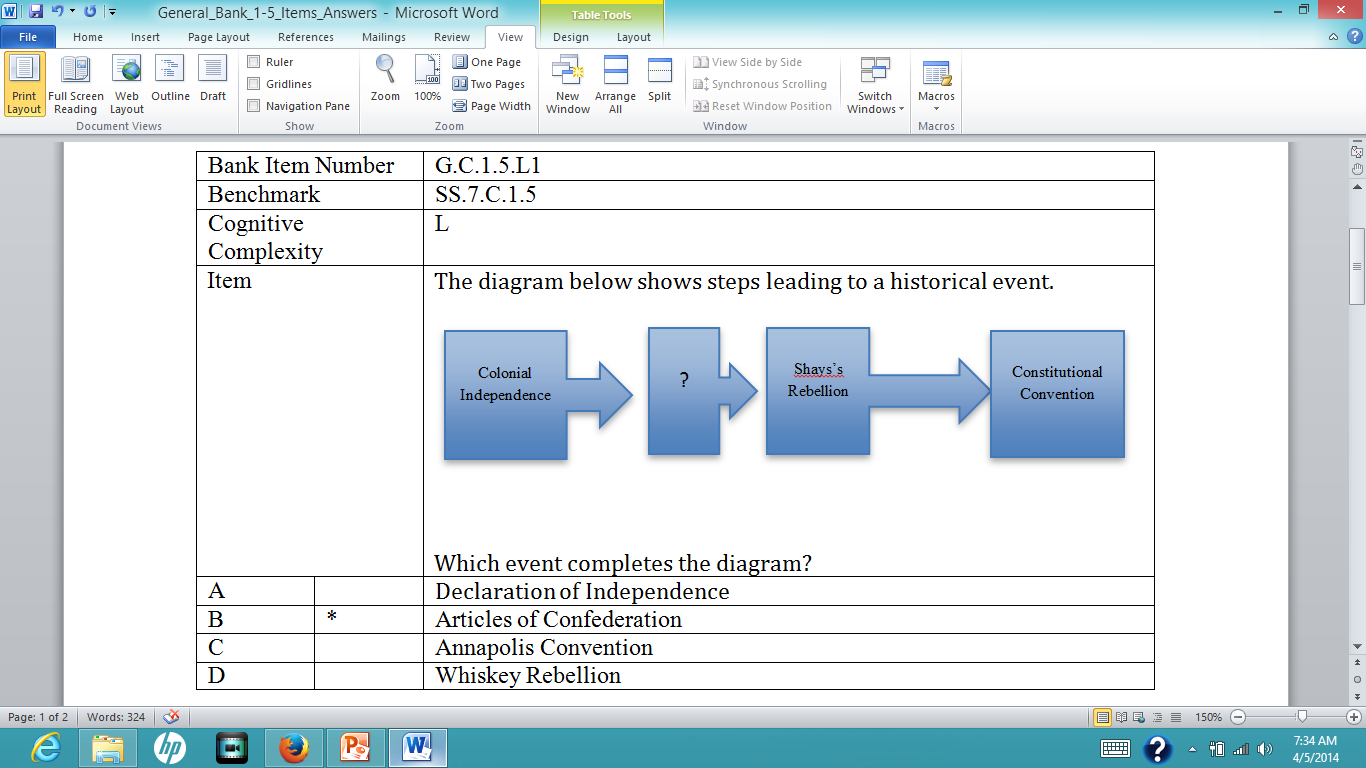 General_Bank_1-5_Items_Answers - Microsoft Word
Table Tools
File Home Insert Page Layout References Mailings Review View Design Layout
Print Layout
Full Screen Reading
Web Layout
Outline
Draft
Document Views
Ruler
Gridlines
Navigation Pane
Show
Zoom
100
100%
One Page
Two Pages
Page Width
Zoom
New Window
Arrange All
Split
View Side by Side
Synchronous Scrolling
Reset Window Position
Window
Switch Windows
Macros
Macros
Bank Item Number G.C.1.5.L1
Benchmark SS.7.C.1.5
Cognitive Complexity L
Item The diagram below shows steps leading to a historical event.
Colonial
Independence
?
Shays's
Rebellion
Constitutional
Convention
Which event completes the diagram?
A Declaration of Independence
B * Articles of Confederation
C Annapolis Convention
D Whiskey Rebellion
Page: 1 of 2 Words: 324 150%
hp
7:34 AM
4/5/2014